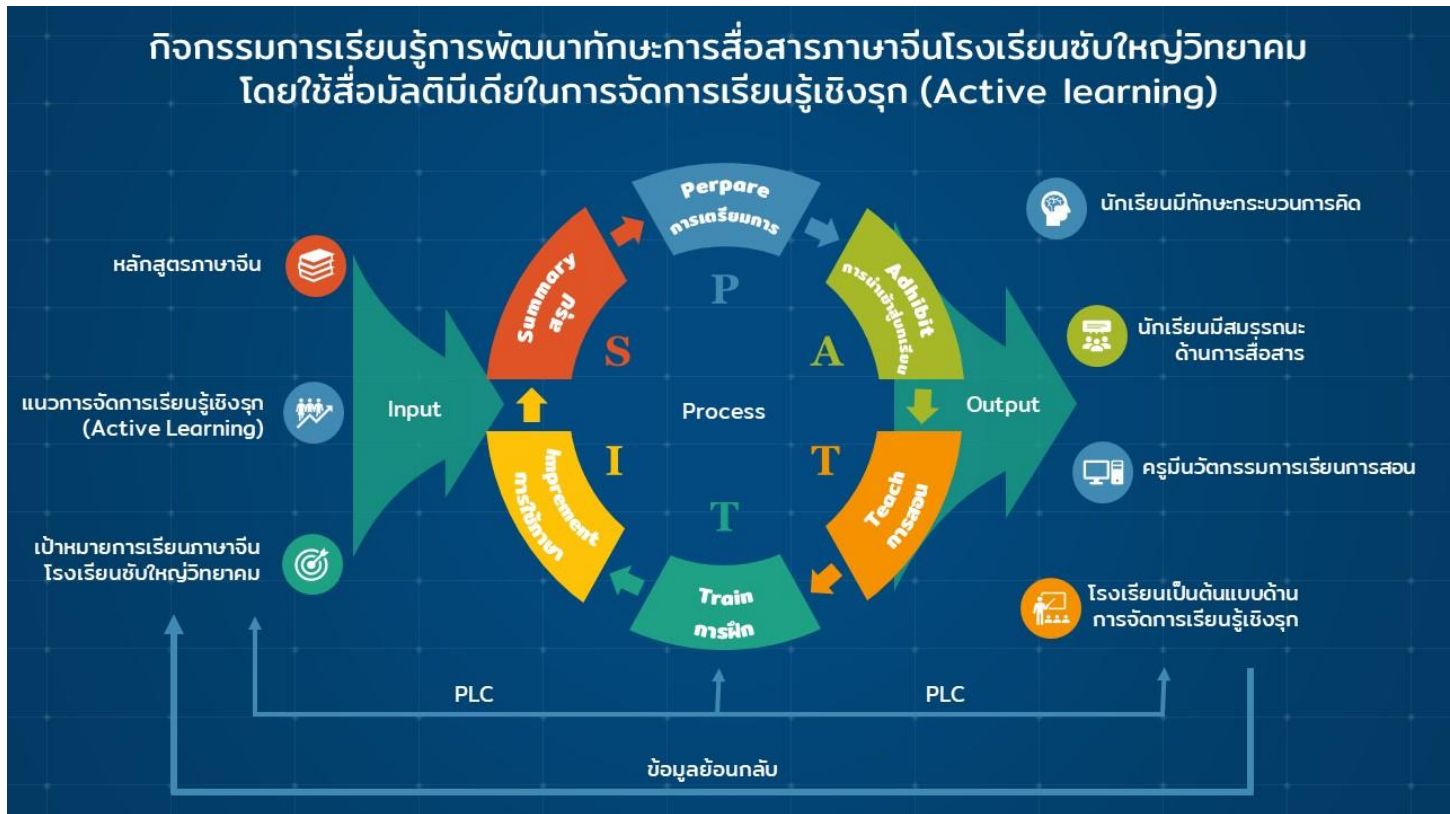 กิจกรรมการเรียนรู้การพัฒนาทักษะการสื่อสารภาษาจีนโรงเรียนซับใหญ่วิทยาคม
โดยใช้สื่อมัลติมีเดียในการจัดการเรียนรู้เชิงรุก (Active learning)
หลักสูตรภาษาจีน
แนวการจัดการเรียนรู้เชิงรุก
(Active Learning)
เป้าหมายการเรียนภาษาจีน
โรงเรียนซับใหญ่วิทยาคม
Input
Perpare
การเตรียมการ
P
Adhibit
การนำเข้าสู่บทเรียน
A
Teach
การสอน
T
Train
การฝึก
T
Imprement
การใช้ภาษา
I
Summary
สรุป
S
Process
Output
นักเรียนมีทักษะกระบวนการคิด
นักเรียนมีสมรรถนะ
ด้านการสื่อสาร
ครูมีนวัตกรรมการเรียนการสอน
โรงเรียนเป็นต้นแบบด้าน
การจัดการเรียนรู้เชิงรุก
PLC
PLC
ข้อมูลย้อนกลับ